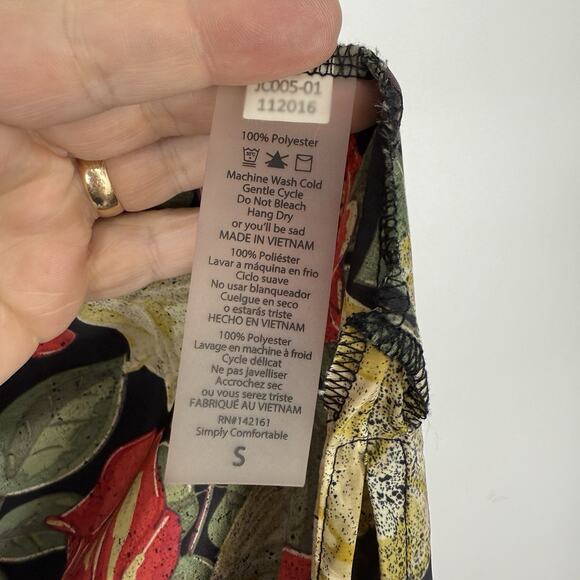 JC005-01
112016
100% Polyester
Machine Wash Cold
Gentle Cycle
Do Not Bleach
Hang Dry
or you'll be sad
MADE IN VIETNAM
100% Poliéster
Lavar a máquina en frio
Ciclo suave
No usar blanqueador
Cuelgue en seco
o estarás triste
HECHO EN VIETNAM
100% Polyester
Lavage en machine à froid
Cycle délicat
Ne pas javelliser
Accrochez sec
ou vous serez triste
FABRIQUÉ AU VIETNAM
RN#142161
Simply Comfortable
S